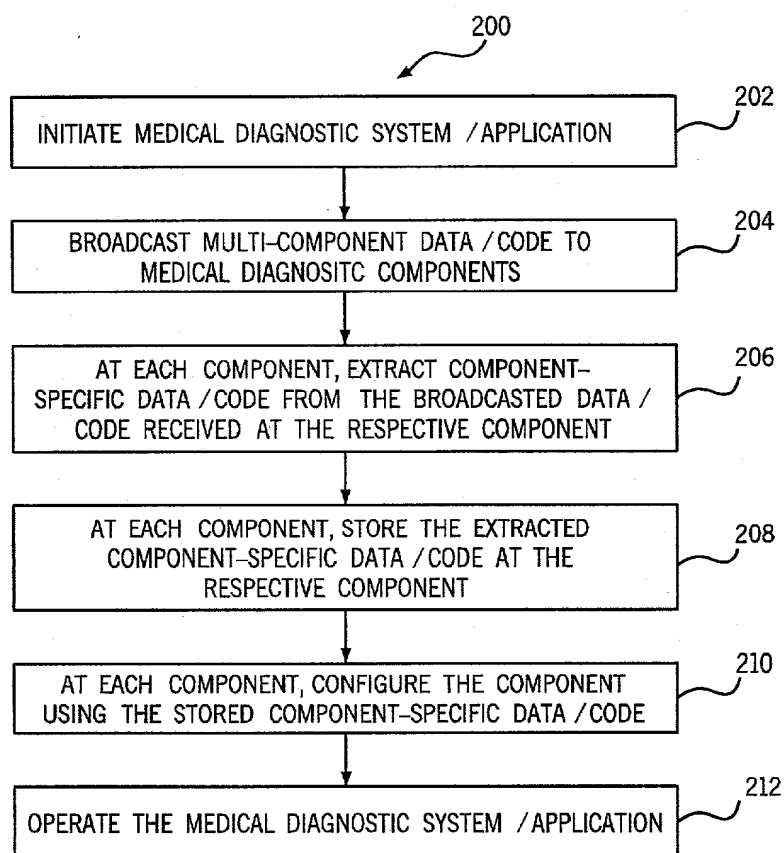 200
INITIATE MEDICAL DIAGNOSTIC SYSTEM / APPLICATION
202
BROADCAST MULTI-COMPONENT DATA / CODE TO
MEDICAL DIAGNOSITC COMPONENTS
204
AT EACH COMPONENT, EXTRACT COMPONENT-
SPECIFIC DATA / CODE FROM THE BROADCASTED DATA /
CODE RECEIVED AT THE RESPECTIVE COMPONENT
206
AT EACH COMPONENT, STORE THE EXTRACTED
COMPONENT-SPECIFIC DATA / CODE AT THE
RESPECTIVE COMPONENT
208
AT EACH COMPONENT, CONFIGURE THE COMPONENT
USING THE STORED COMPONENT-SPECIFIC DATA / CODE
210
OPERATE THE MEDICAL DIAGNOSTIC SYSTEM / APPLICATION
212